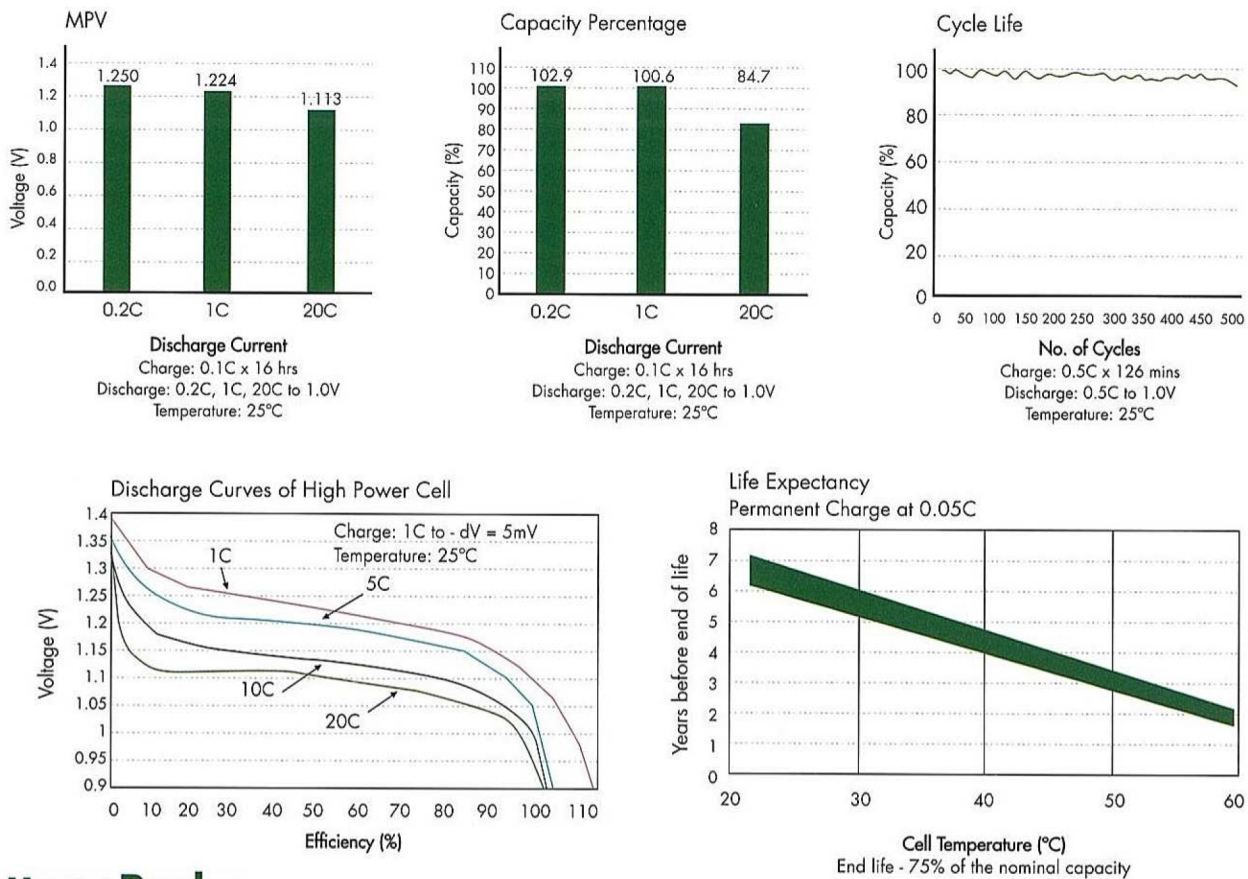 MPV
Voltage (V)
1.4
1.2
1.0
0.8
0.6
0.4
0.2
0.0
1.250
1.224
1.113
0.2C 1C 20C
Discharge Current
Charge: 0.1C x 16 hrs
Discharge: 0.2C, 1C, 20C to 1.0V
Temperature: 25°C
Capacity Percentage
Capacity (%)
110
100
90
80
70
60
50
40
30
20
10
0
102.9
100.6
84.7
0.2C 1C 20C
Discharge Current
Charge: 0.1C x 16 hrs
Discharge: 0.2C, 1C, 20C to 1.0V
Temperature: 25°C
Cycle Life
Capacity (%)
100
80
60
40
20
0
0 50 100 150 200 250 300 350 400 450 500
No. of Cycles
Charge: 0.5C x 126 mins
Discharge: 0.5C to 1.0V
Temperature: 25°C
Discharge Curves of High Power Cell
Voltage (V)
1.4
1.35
1.3
1.25
1.2
1.15
1.1
1.05
1
0.95
0.9
Charge: 1C to - dV = 5mV
Temperature: 25°C
1C
5C
10C
20C
0 10 20 30 40 50 60 70 80 90 100 110
Efficiency (%)
Life Expectancy
Permanent Charge at 0.05C
Years before end of life
8
7
6
5
4
3
2
1
0
20 30 40 50 60
Cell Temperature (°C)
End life - 75% of the nominal capacity